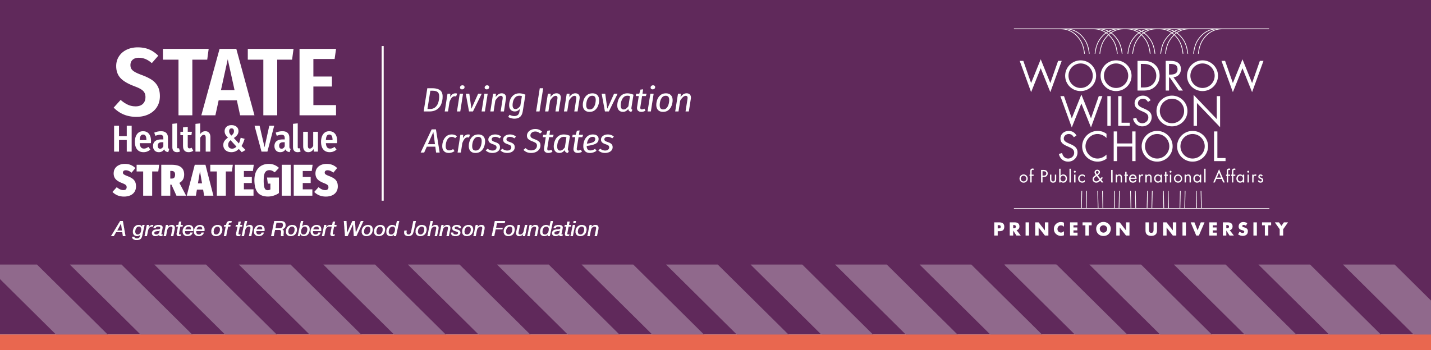 STATE
Health & Value
STRATEGIES
Driving Innovation
Across States
A grantee of the Robert Wood Johnson Foundation
WOODROW
WILSON
SCHOOL
of Public & International Affairs
PRINCETON UNIVERSITY